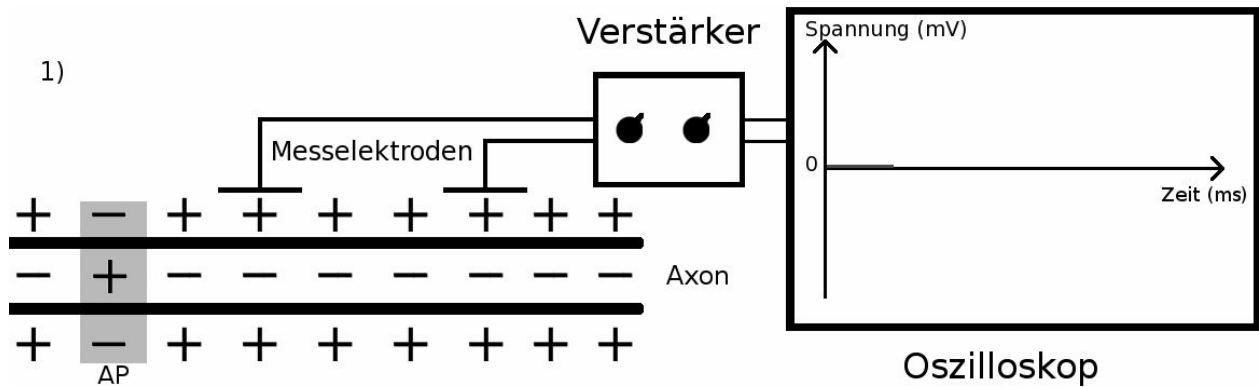 1)
Verstärker
Messelektroden
Spannung (mV)
0
Zeit (ms)
+ − + + + + + + +
− + − − − − − − −
Axon
+ − + + + + + + +
AP
Oszilloskop